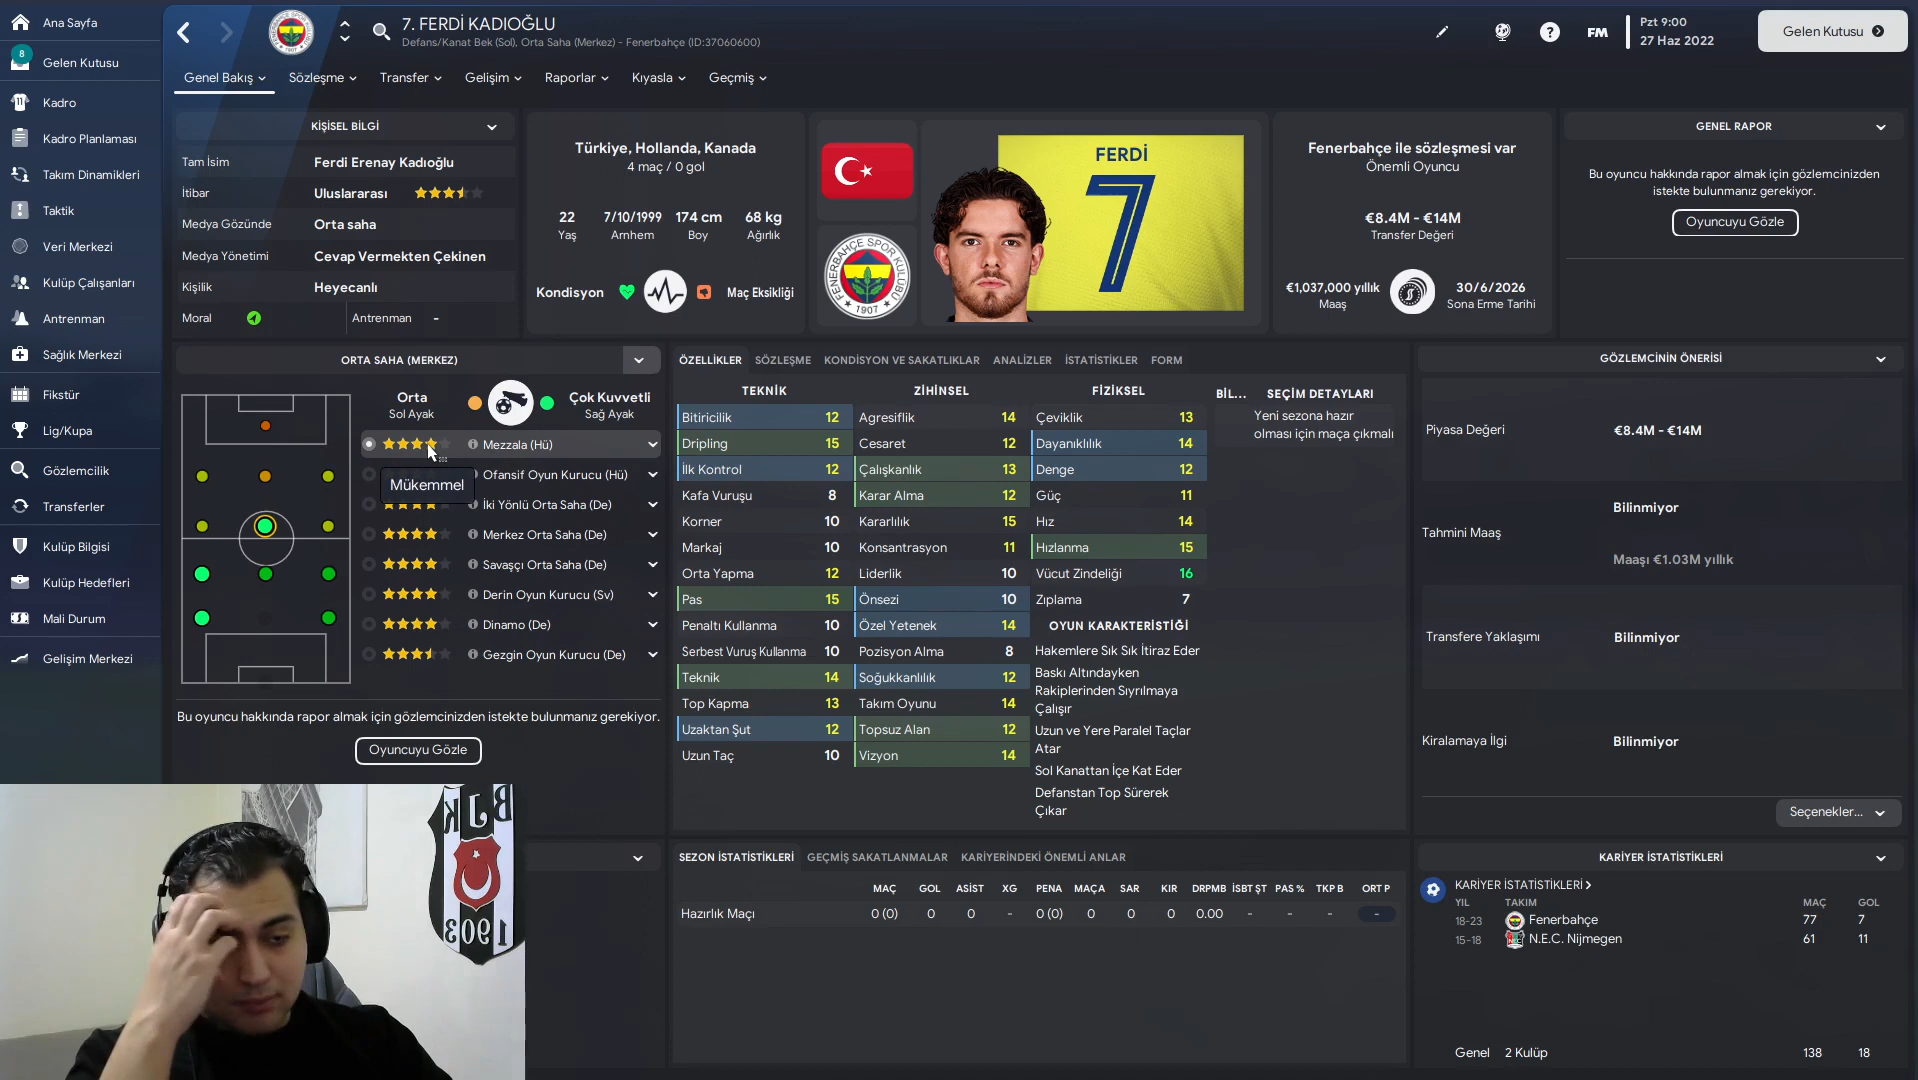 Ana Sayfa
8
Gelen Kutusu
Kadro
Kadro Planlaması
Takım Dinamikleri
Taktik
Veri Merkezi
Kulüp Çalışanları
Antrenman
Sağlık Merkezi
Fikstür
Lig/Kupa
Gözlemcilik
Transferler
Kulüp Bilgisi
Kulüp Hedefleri
Mali Durum
Gelişim Merkezi
7. FERDİ KADIOĞLU
Defans/Kanat Bek (Sol), Orta Saha (Merkez) - Fenerbahçe (ID:37060600)
FM
Pzt 9:00
27 Haz 2022
Gelen Kutusu
Genel Bakış
Sözleşme
Transfer
Gelişim
Raporlar
Kıyasla
Geçmiş
KİŞİSEL BİLGİ
Tam İsim Ferdi Erenay Kadıoğlu
İtibar Uluslararası
Medya Gözünde Orta saha
Medya Yönetimi Cevap Vermekten Çekinen
Kişilik Heyecanlı
Moral
Antrenman -
Türkiye, Hollanda, Kanada
4 maç / 0 gol
22 7/10/1999 174 cm 68 kg
Yaş Arnhem Boy Ağırlık
Kondisyon
Maç Eksikliği
FENERBAHÇE SPOR KULÜBÜ
1907
FERDİ
7
Fenerbahçe ile sözleşmesi var
Önemli Oyuncu
€8.4M - €14M
Transfer Değeri
€1,037,000 yıllık
Maaş
30/6/2026
Sona Erme Tarihi
GENEL RAPOR
Bu oyuncu hakkında rapor almak için gözlemcinizden
istekte bulunmanız gerekiyor.
Oyuncuyu Gözle
ORTA SAHA (MERKEZ)
Orta
Sol Ayak
Çok Kuvvetli
Sağ Ayak
Mezzala (Hü)
Mükemmel
Ofansif Oyun Kurucu (Hü)
İki Yönlü Orta Saha (De)
Merkez Orta Saha (De)
Savaşçı Orta Saha (De)
Derin Oyun Kurucu (Sv)
Dinamo (De)
Gezgin Oyun Kurucu (De)
Bu oyuncu hakkında rapor almak için gözlemcinizden istekte bulunmanız gerekiyor.
Oyuncuyu Gözle
ÖZELLİKLER
SÖZLEŞME
KONDİSYON VE SAKATLIKLAR
ANALİZLER
İSTATİSTİKLER
FORM
TEKNİK
Bitiricilik 12
Dripling 15
İlk Kontrol 12
Kafa Vuruşu 8
Korner 10
Markaj 10
Orta Yapma 12
Pas 15
Penaltı Kullanma 10
Serbest Vuruş Kullanma 10
Teknik 14
Top Kapma 13
Uzaktan Şut 12
Uzun Taç 10
ZİHİNSEL
Agresiflik 14
Cesaret 12
Çalışkanlık 13
Karar Alma 12
Kararlılık 15
Konsantrasyon 11
Liderlik 10
Önsezi 10
Özel Yetenek 14
Pozisyon Alma 8
Soğukkanlılık 12
Takım Oyunu 14
Topsuz Alan 12
Vizyon 14
FİZİKSEL
Çeviklik 13
Dayanıklılık 14
Denge 12
Güç 11
Hız 14
Hızlanma 15
Vücut Zindeliği 16
Zıplama 7
OYUN KARAKTERİSTİĞİ
Hakemlere Sık Sık İtiraz Eder
Baskı Altındayken
Rakiplerinden Sıyrılmaya
Çalışır
Uzun ve Yere Paralel Taçlar
Atar
Sol Kanattan İçe Kat Eder
Defanstan Top Sürerek
Çıkar
BİL...
SEÇİM DETAYLARI
Yeni sezona hazır
olması için maça çıkmalı
GÖZLEMCİNİN ÖNERİSİ
Piyasa Değeri €8.4M - €14M
Bilinmiyor
Tahmini Maaş
Maaşı €1.03M yıllık
Transfere Yaklaşımı Bilinmiyor
Kiralamaya İlgi Bilinmiyor
Seçenekler...
SEZON İSTATİSTİKLERİ
GEÇMİŞ SAKATLANMALAR
KARİYERİNDEKİ ÖNEMLİ ANLAR
MAÇ GOL ASİST XG PENA MAÇA SAR KIR DRPMB İSBT ŞT PAS % TKP B ORT P
Hazırlık Maçı 0 (0) 0 0 - 0 (0) 0 0 0 0.00 - - - -
KARİYER İSTATİSTİKLERİ
KARİYER İSTATİSTİKLERİ
YIL TAKIM MAÇ GOL
18-23 Fenerbahçe 77 7
15-18 N.E.C. Nijmegen 61 11
Genel 2 Kulüp 138 18
BJK
1903